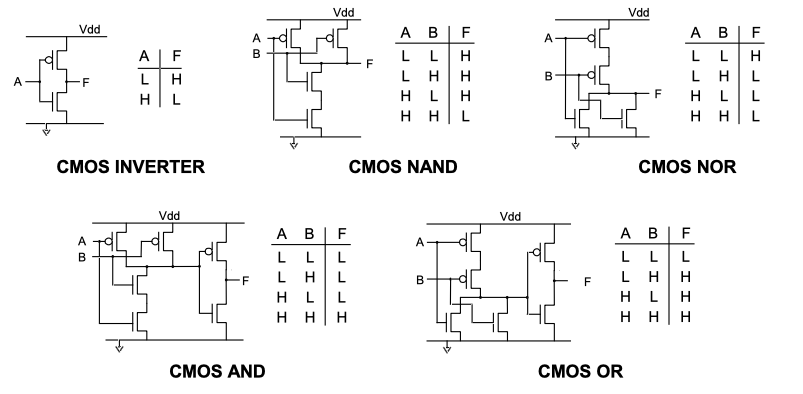 Vdd
A
F
A F
L H
H L
CMOS INVERTER
Vdd
A
B
F
A B F
L L H
L H H
H L H
H H L
CMOS NAND
Vdd
A
B
F
A B F
L L H
L H L
H L L
H H L
CMOS NOR
Vdd
A
B
F
A B F
L L L
L H L
H L L
H H H
CMOS AND
Vdd
A
B
F
A B F
L L L
L H H
H L H
H H H
CMOS OR